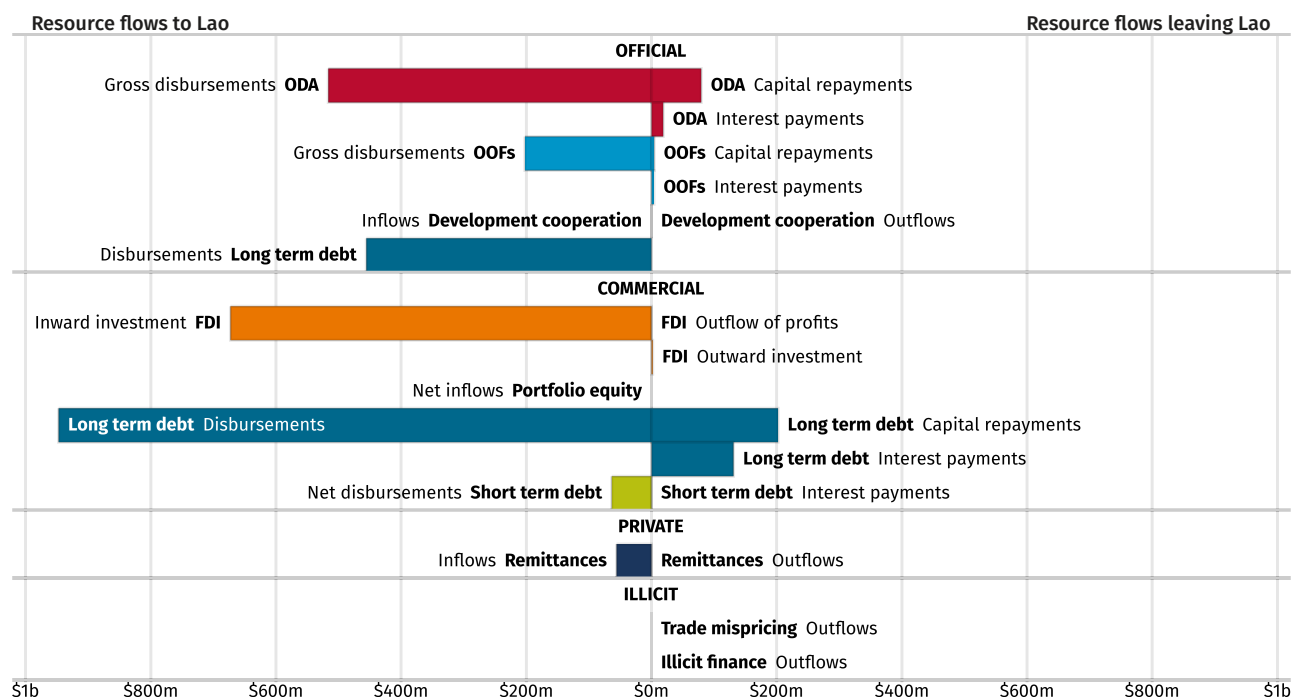 Resource flows to Lao Resource flows leaving Lao
OFFICIAL
Gross disbursements ODA ODA Capital repayments
ODA Interest payments
Gross disbursements OOFs OOFs Capital repayments
OOFs Interest payments
Inflows Development cooperation Development cooperation Outflows
Disbursements Long term debt
COMMERCIAL
Inward investment FDI FDI Outflow of profits
FDI Outward investment
Net inflows Portfolio equity
Long term debt Disbursements Long term debt Capital repayments
Long term debt Interest payments
Net disbursements Short term debt Short term debt Interest payments
PRIVATE
Inflows Remittances Remittances Outflows
ILLICIT
Trade mispricing Outflows
Illicit finance Outflows
$1b $800m $600m $400m $200m $0m $200m $400m $600m $800m $1b